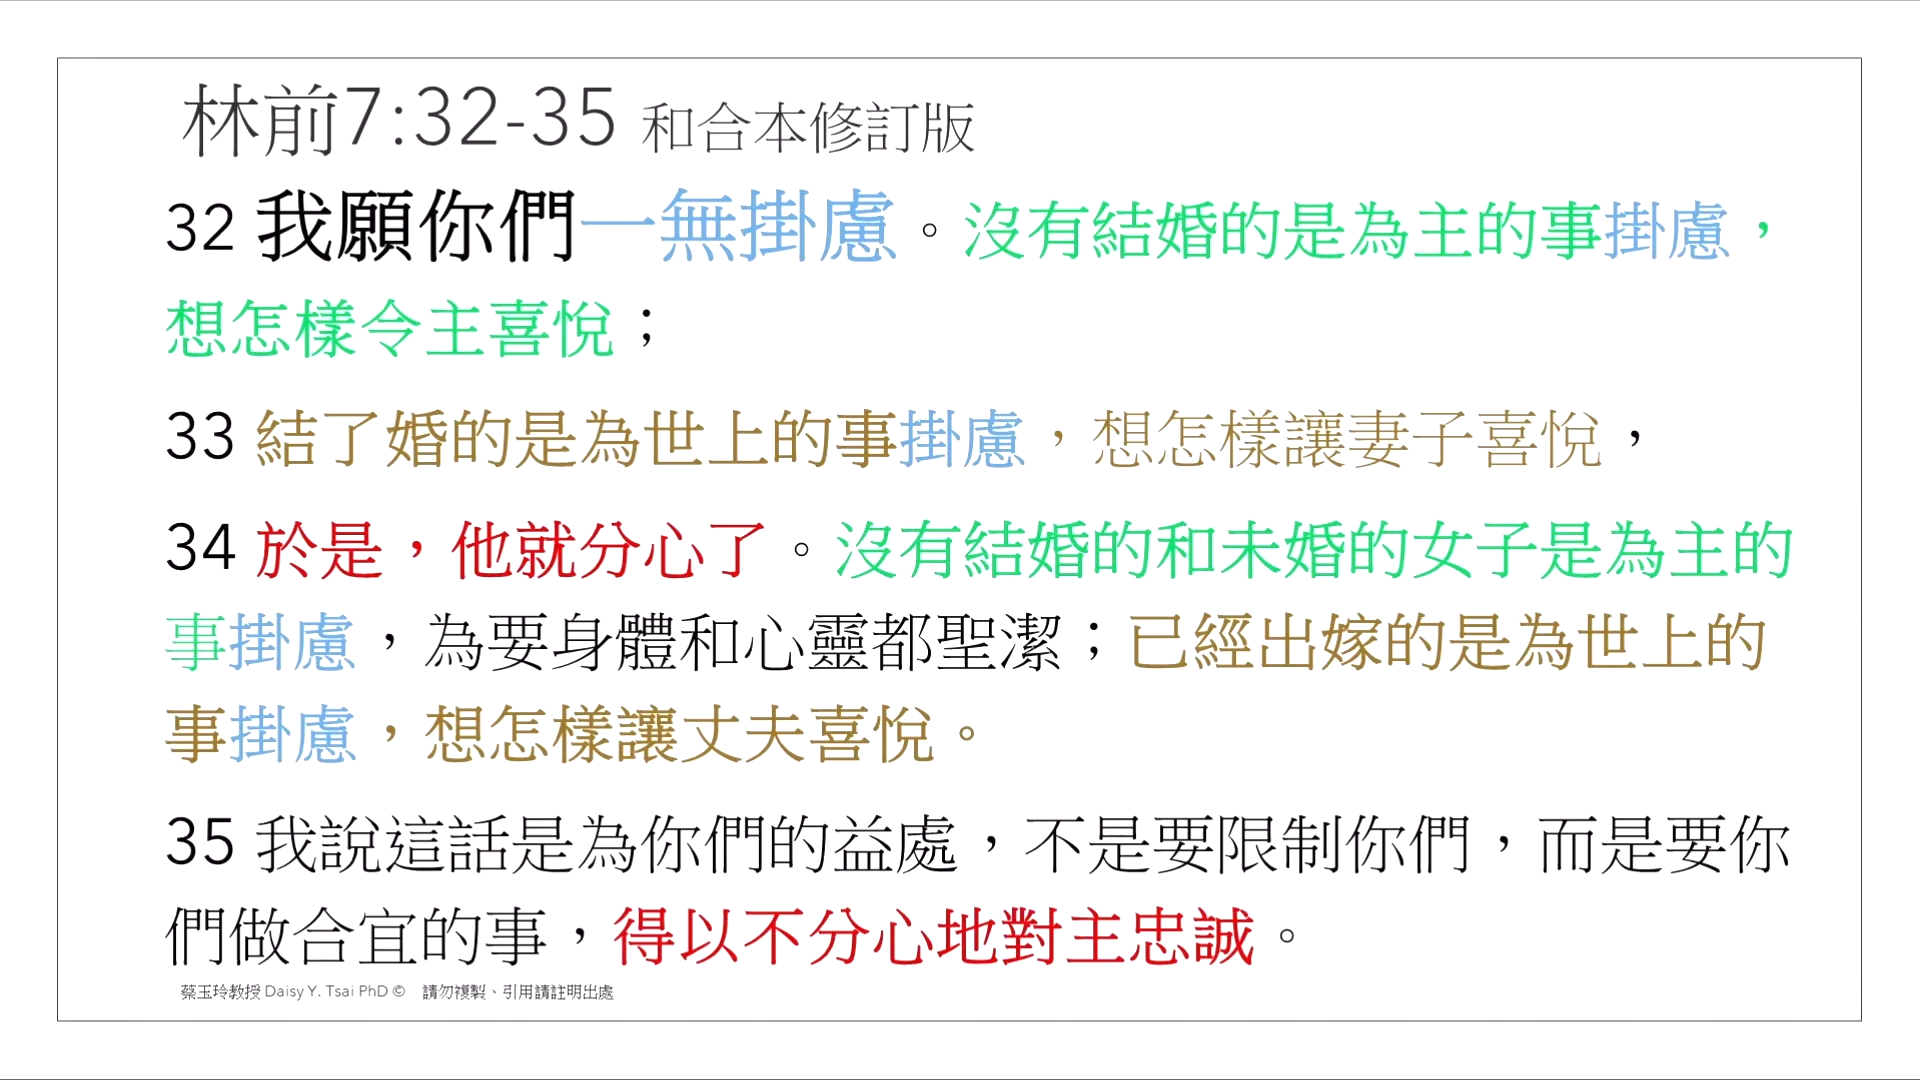 林前7:32-35 和合本修訂版
32 我願你們一無掛慮。沒有結婚的是為主的事掛慮，
想怎樣令主喜悅；
33 結了婚的是為世上的事掛慮，想怎樣讓妻子喜悅，
34 於是，他就分心了。沒有結婚的和未婚的女子是為主的
事掛慮，為要身體和心靈都聖潔；已經出嫁的是為世上的
事掛慮，想怎樣讓丈夫喜悅。
35 我說這話是為你們的益處，不是要限制你們，而是要你
們做合宜的事，得以不分心地對主忠誠。
蔡玉玲教授 Daisy Y. Tsai PhD © 請勿複製、引用請註明出處